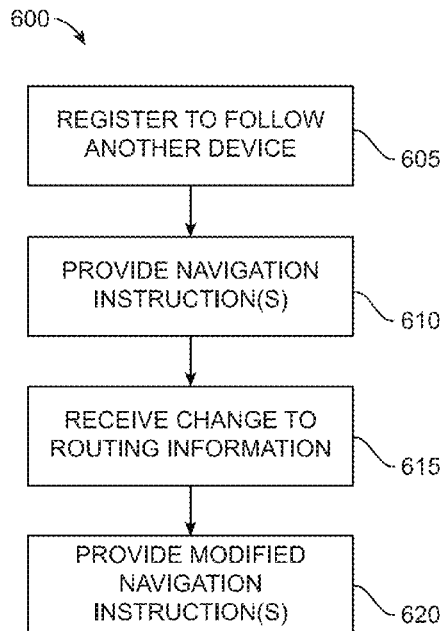 600
REGISTER TO FOLLOW
ANOTHER DEVICE
605
PROVIDE NAVIGATION
INSTRUCTION(S)
610
RECEIVE CHANGE TO
ROUTING INFORMATION
615
PROVIDE MODIFIED
NAVIGATION
INSTRUCTION(S)
620